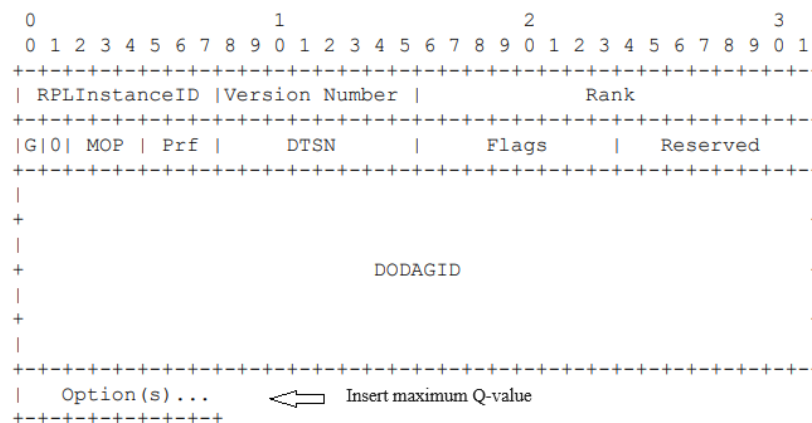 0                   1                   2                   3
0 1 2 3 4 5 6 7 8 9 0 1 2 3 4 5 6 7 8 9 0 1 2 3 4 5 6 7 8 9 0 1
+-+-+-+-+-+-+-+-+-+-+-+-+-+-+-+-+-+-+-+-+-+-+-+-+-+-+-+-+-+-+-+-
| RPLInstanceID |Version Number | Rank
+-+-+-+-+-+-+-+-+-+-+-+-+-+-+-+-+-+-+-+-+-+-+-+-+-+-+-+-+-+-+-+-
|G|0| MOP | Prf | DTSN | Flags | Reserved
+-+-+-+-+-+-+-+-+-+-+-+-+-+-+-+-+-+-+-+-+-+-+-+-+-+-+-+-+-+-+-+-
|
+
|
+ DODAGID
|
+
|
+-+-+-+-+-+-+-+-+-+-+-+-+-+-+-+-+-+-+-+-+-+-+-+-+-+-+-+-+-+-+-+-
| Option(s)... Insert maximum Q-value
+-+-+-+-+-+-+-+-+